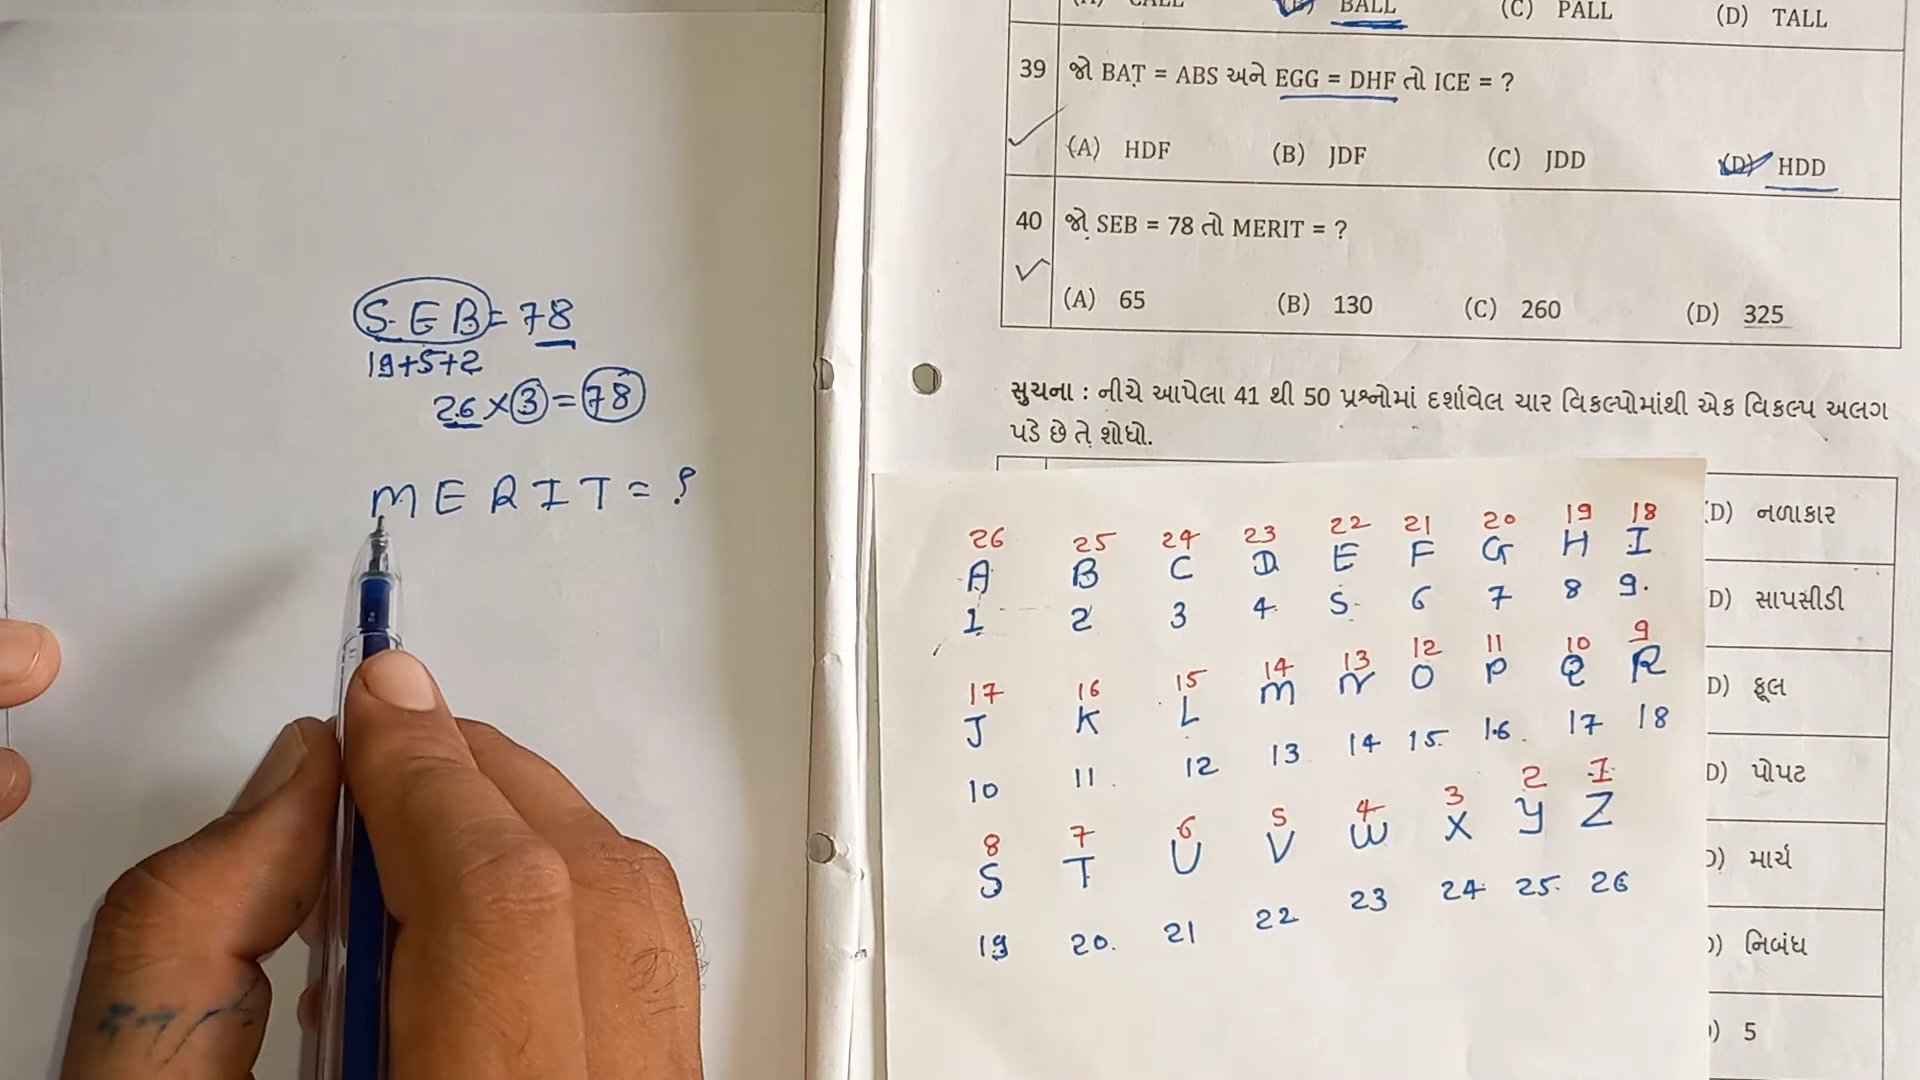 S E B = 78
19+5+2
26 × 3 = 78
M E R I T = ?
(C) PALL
BALL
(D) TALL
39 જો BAT = ABS અને EGG = DHF તો ICE = ?
(A) HDF (B) JDF (C) JDD (D) HDD
40 જો SEB = 78 તો MERIT = ?
(A) 65 (B) 130 (C) 260 (D) 325
સુચના : નીચે આપેલા 41 થી 50 પ્રશ્નોમાં દર્શાવેલ ચાર વિકલ્પોમાંથી એક વિકલ્પ અલગ
પડે છે તે શોધો.
D) નળાકાર
D) સાપસીડી
D) ફૂલ
D) પોપટ
) માર્ચ
) નિબંધ
) 5
26 25 24 23 22 21 20 19 18
A B C D E F G H I
1 2 3 4 5 6 7 8 9
17 16 15 14 13 12 11 10 9
J K L M N O P Q R
10 11 12 13 14 15 16 17 18
8 7 6 5 4 3 2 1
S T U V W X Y Z
19 20 21 22 23 24 25 26